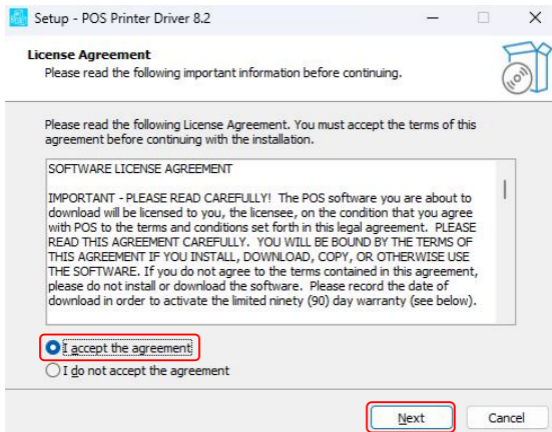 Setup - POS Printer Driver 8.2
License Agreement
Please read the following important information before continuing.
Please read the following License Agreement. You must accept the terms of this
agreement before continuing with the installation.
SOFTWARE LICENSE AGREEMENT
IMPORTANT - PLEASE READ CAREFULLY! The POS software you are about to
download will be licensed to you, the licensee, on the condition that you agree
with POS to the terms and conditions set forth in this legal agreement. PLEASE
READ THIS AGREEMENT CAREFULLY. YOU WILL BE BOUND BY THE TERMS OF
THIS AGREEMENT IF YOU INSTALL, DOWNLOAD, COPY, OR OTHERWISE USE
THE SOFTWARE. If you do not agree to the terms contained in this agreement,
please do not install or download the software. Please record the date of
download in order to activate the limited ninety (90) day warranty (see below).
I accept the agreement
I do not accept the agreement
Next Cancel